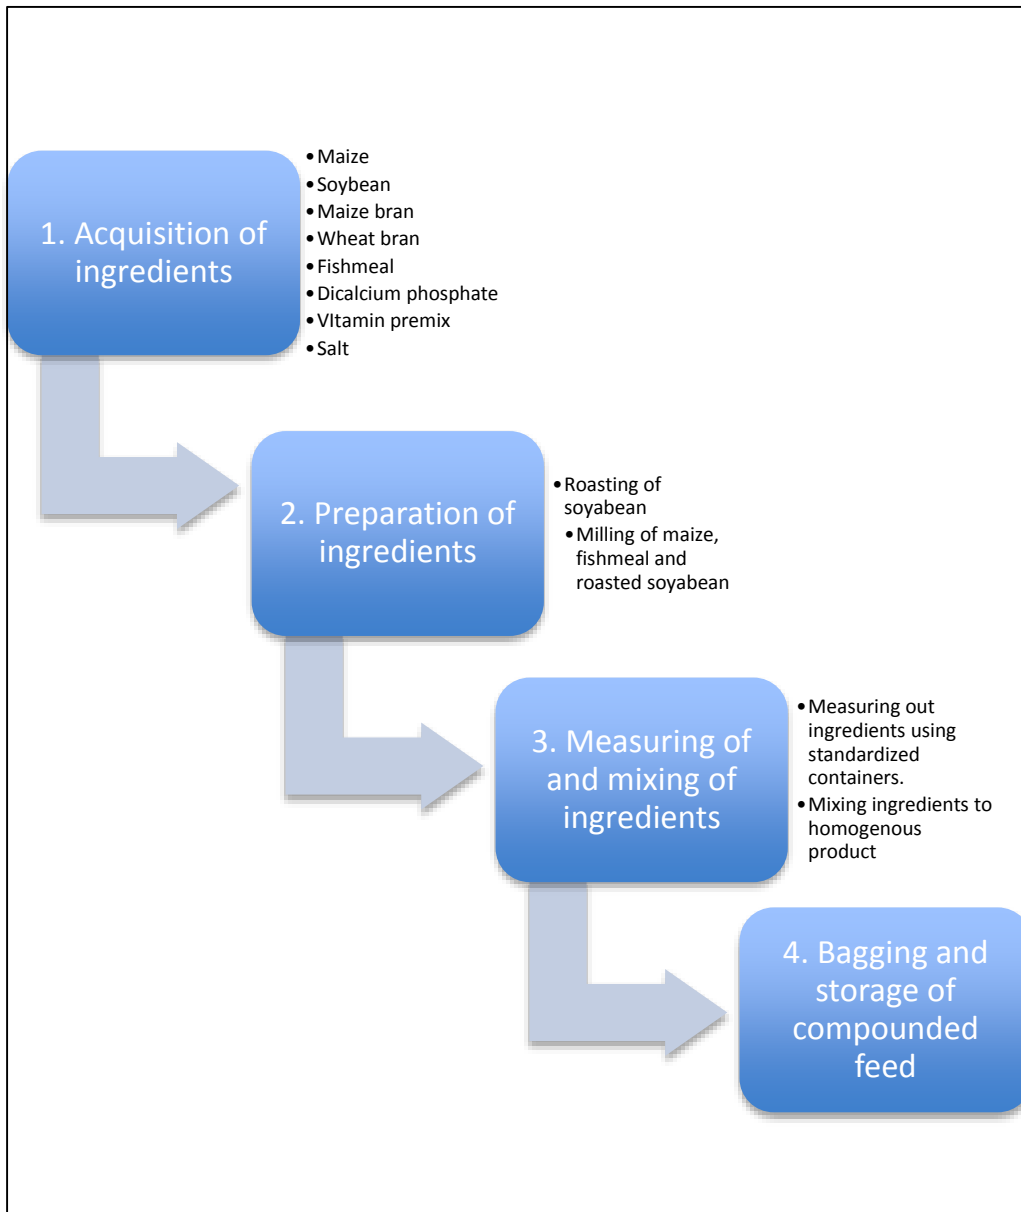 1. Acquisition of
ingredients
•Maize
•Soybean
•Maize bran
•Wheat bran
•Fishmeal
•Dicalcium phosphate
•VItamin premix
•Salt
2. Preparation of
ingredients
•Roasting of
soyabean
•Milling of maize,
fishmeal and
roasted soyabean
3. Measuring of
and mixing of
ingredients
•Measuring out
ingredients using
standardized
containers.
•Mixing ingredients to
homogenous
product
4. Bagging and
storage of
compounded
feed